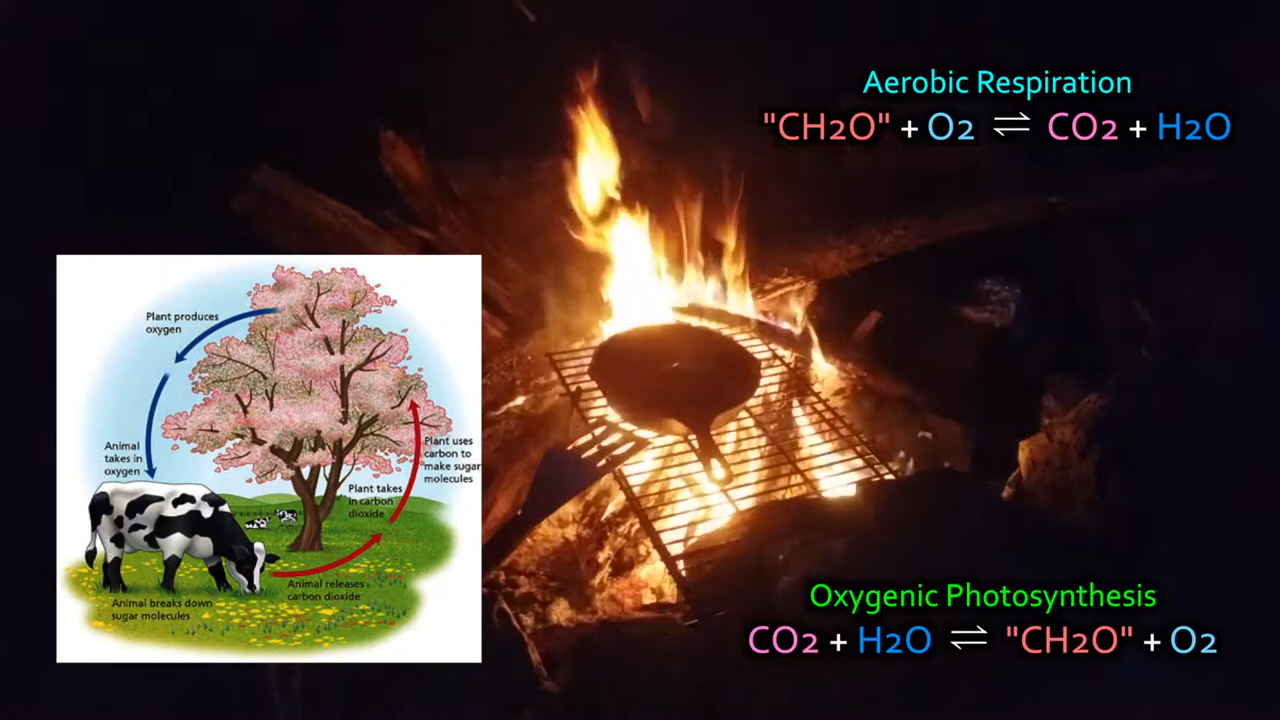 Aerobic Respiration
"CH2O" + O2 ⇌ CO2 + H2O
Plant produces
oxygen
Animal
takes in
oxygen
Plant uses
carbon to
make sugar
molecules
Plant takes
in carbon
dioxide
Animal releases
carbon dioxide
Animal breaks down
sugar molecules
Oxygenic Photosynthesis
CO2 + H2O ⇌ "CH2O" + O2